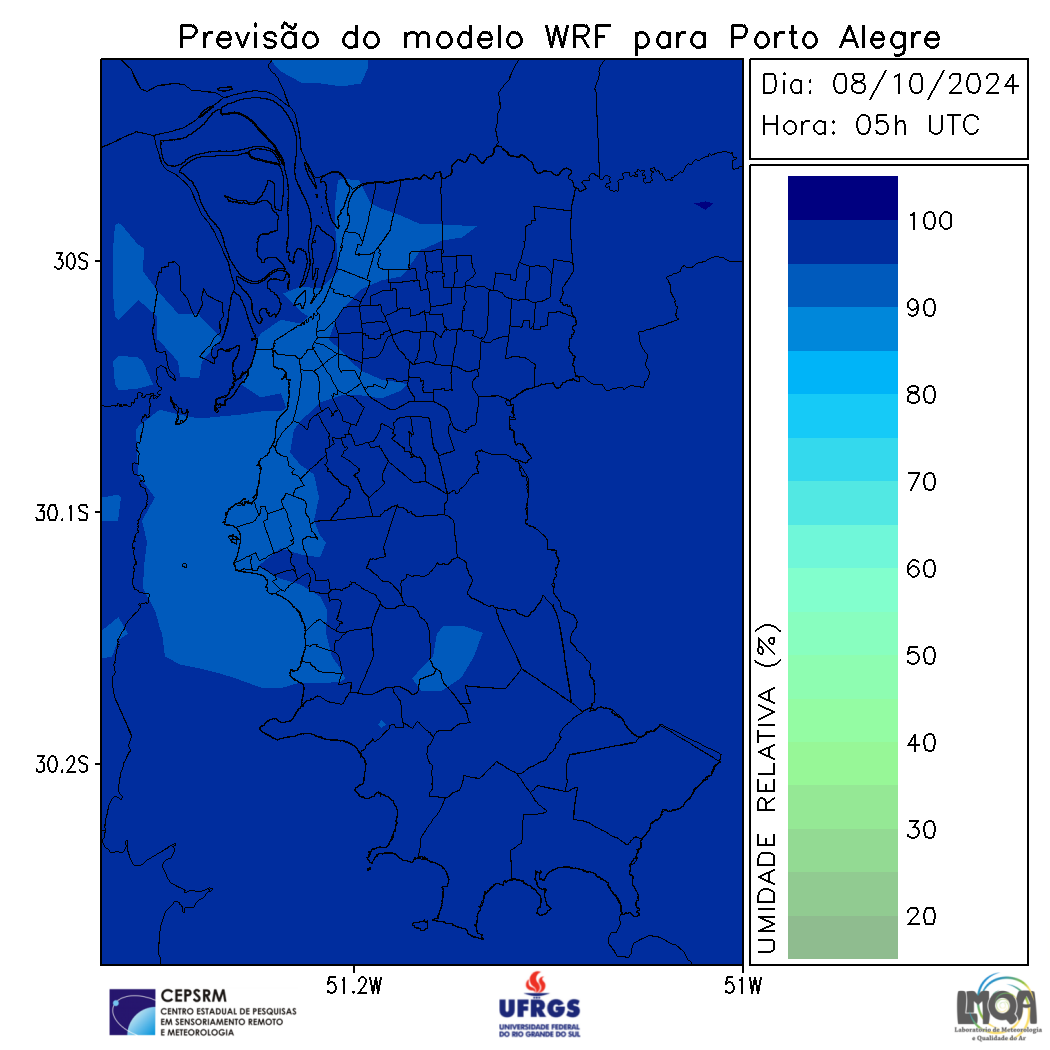 Previsão do modelo WRF para Porto Alegre
Dia: 08/10/2024
Hora: 05h UTC
30S
30.1S
30.2S
51.2W
51W
UMIDADE RELATIVA (%)
100
90
80
70
60
50
40
30
20
CEPSRM
CENTRO ESTADUAL DE PESQUISAS
EM SENSORIAMENTO REMOTO
E METEOROLOGIA
UFRGS
UNIVERSIDADE FEDERAL
DO RIO GRANDE DO SUL
LMQA
Laboratório de Meteorologia
e Qualidade do Ar